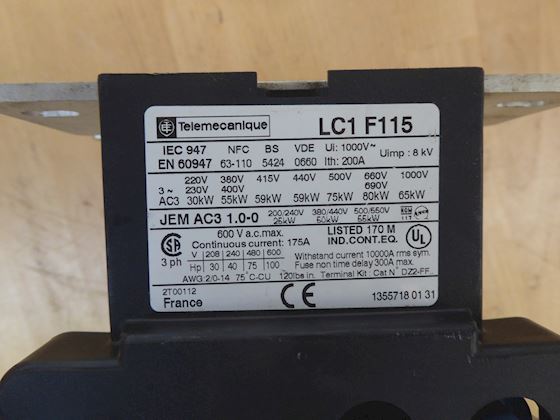 Telemecanique LC1 F115
IEC 947 NFC BS VDE Ui: 1000V~ Uimp: 8 kV
EN 60947 63-110 5424 0660 Ith: 200A
220V 380V 415V 440V 500V 660V 1000V
3~ 230V 400V 690V
AC3 30kW 55kW 59kW 59kW 75kW 80kW 65kW
JEM AC3 1.0-0 200/240V 380/440V 500/550V
25kW 50kW 55kW
600 V a.c.max. LISTED 170 M
Continuous current: 175A IND.CONT.EQ.
3 ph V 208 240 480 600 Withstand current 10000A rms sym.
Hp 30 40 75 100 Fuse non time delay 300A max.
AWG:2/0-14 75°C-CU 120lbs in. Terminal Kit: Cat N° DZ2-FF..
2T00112
France CE 1355718 01 31